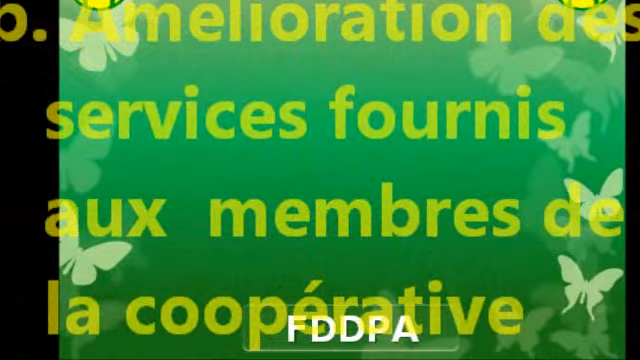 b. Amélioration des
services fournis
aux membres de
la coopérative
FDDPA